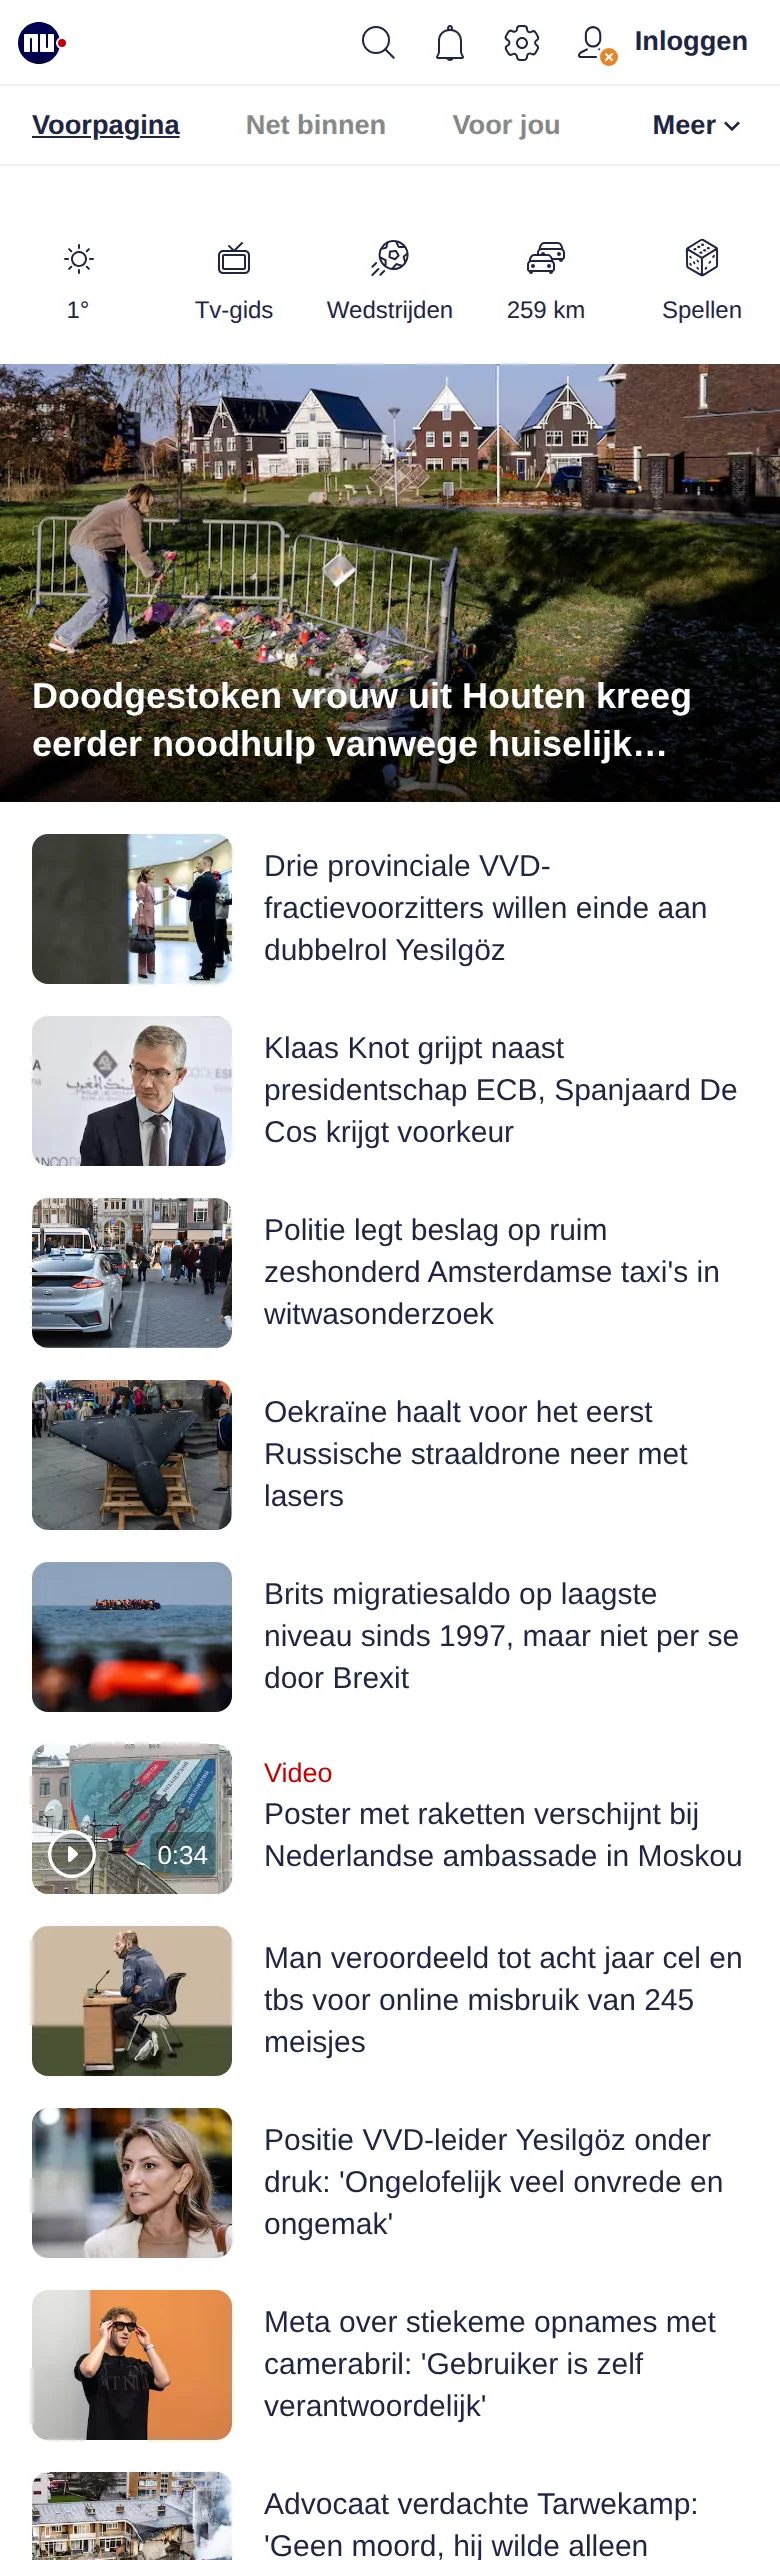 nu
Inloggen
Voorpagina
Net binnen
Voor jou
Meer
1°
Tv-gids
Wedstrijden
259 km
Spellen
Doodgestoken vrouw uit Houten kreeg
eerder noodhulp vanwege huiselijk...
Drie provinciale VVD-
fractievoorzitters willen einde aan
dubbelrol Yesilgöz
Klaas Knot grijpt naast
presidentschap ECB, Spanjaard De
Cos krijgt voorkeur
Politie legt beslag op ruim
zeshonderd Amsterdamse taxi's in
witwasonderzoek
Oekraïne haalt voor het eerst
Russische straaldrone neer met
lasers
Brits migratiesaldo op laagste
niveau sinds 1997, maar niet per se
door Brexit
0:34
Video
Poster met raketten verschijnt bij
Nederlandse ambassade in Moskou
Man veroordeeld tot acht jaar cel en
tbs voor online misbruik van 245
meisjes
Positie VVD-leider Yesilgöz onder
druk: 'Ongelofelijk veel onvrede en
ongemak'
Meta over stiekeme opnames met
camerabril: 'Gebruiker is zelf
verantwoordelijk'
Advocaat verdachte Tarwekamp:
'Geen moord, hij wilde alleen